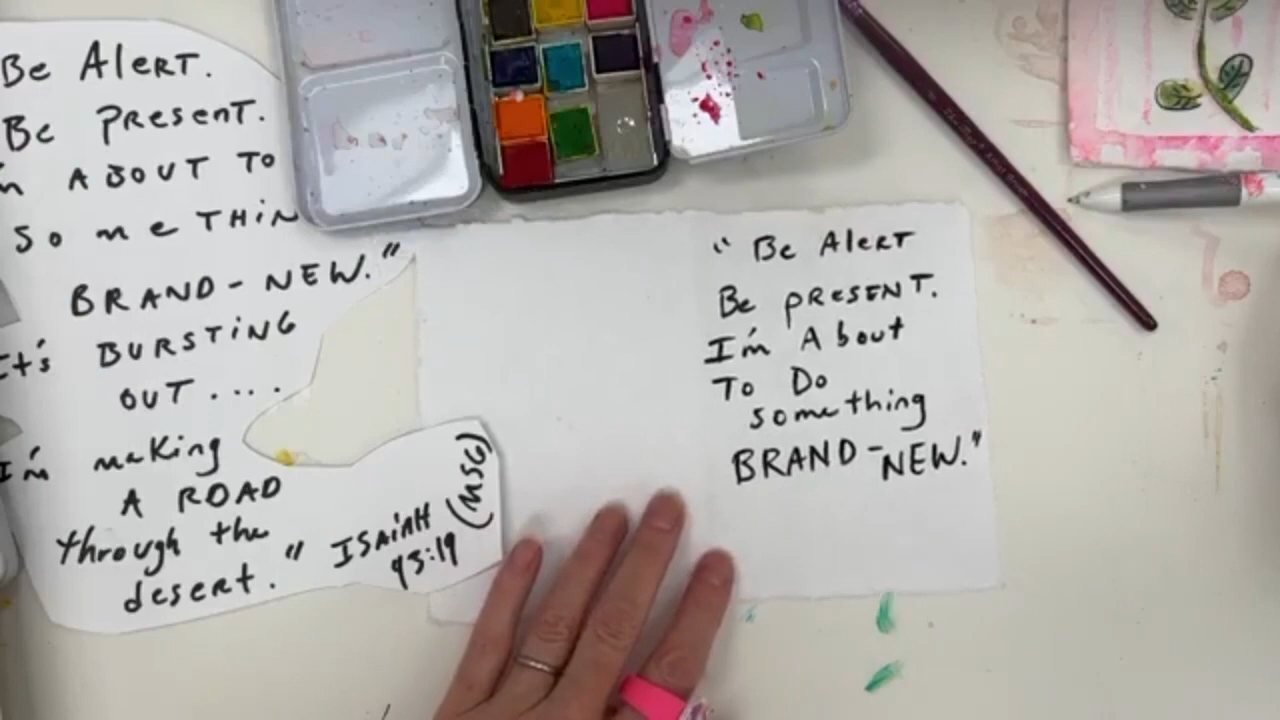 Be Alert.
Be present.
m ABOUT TO
someTHiN
BRAND-NEW."
It's BURSTiNG
OUT....
I'm making
A ROAD
through the
desert."
ISAiAH
43:19
(MSG)
"Be Alert
Be PRESENT.
I'm About
To Do
something
BRAND-NEW."